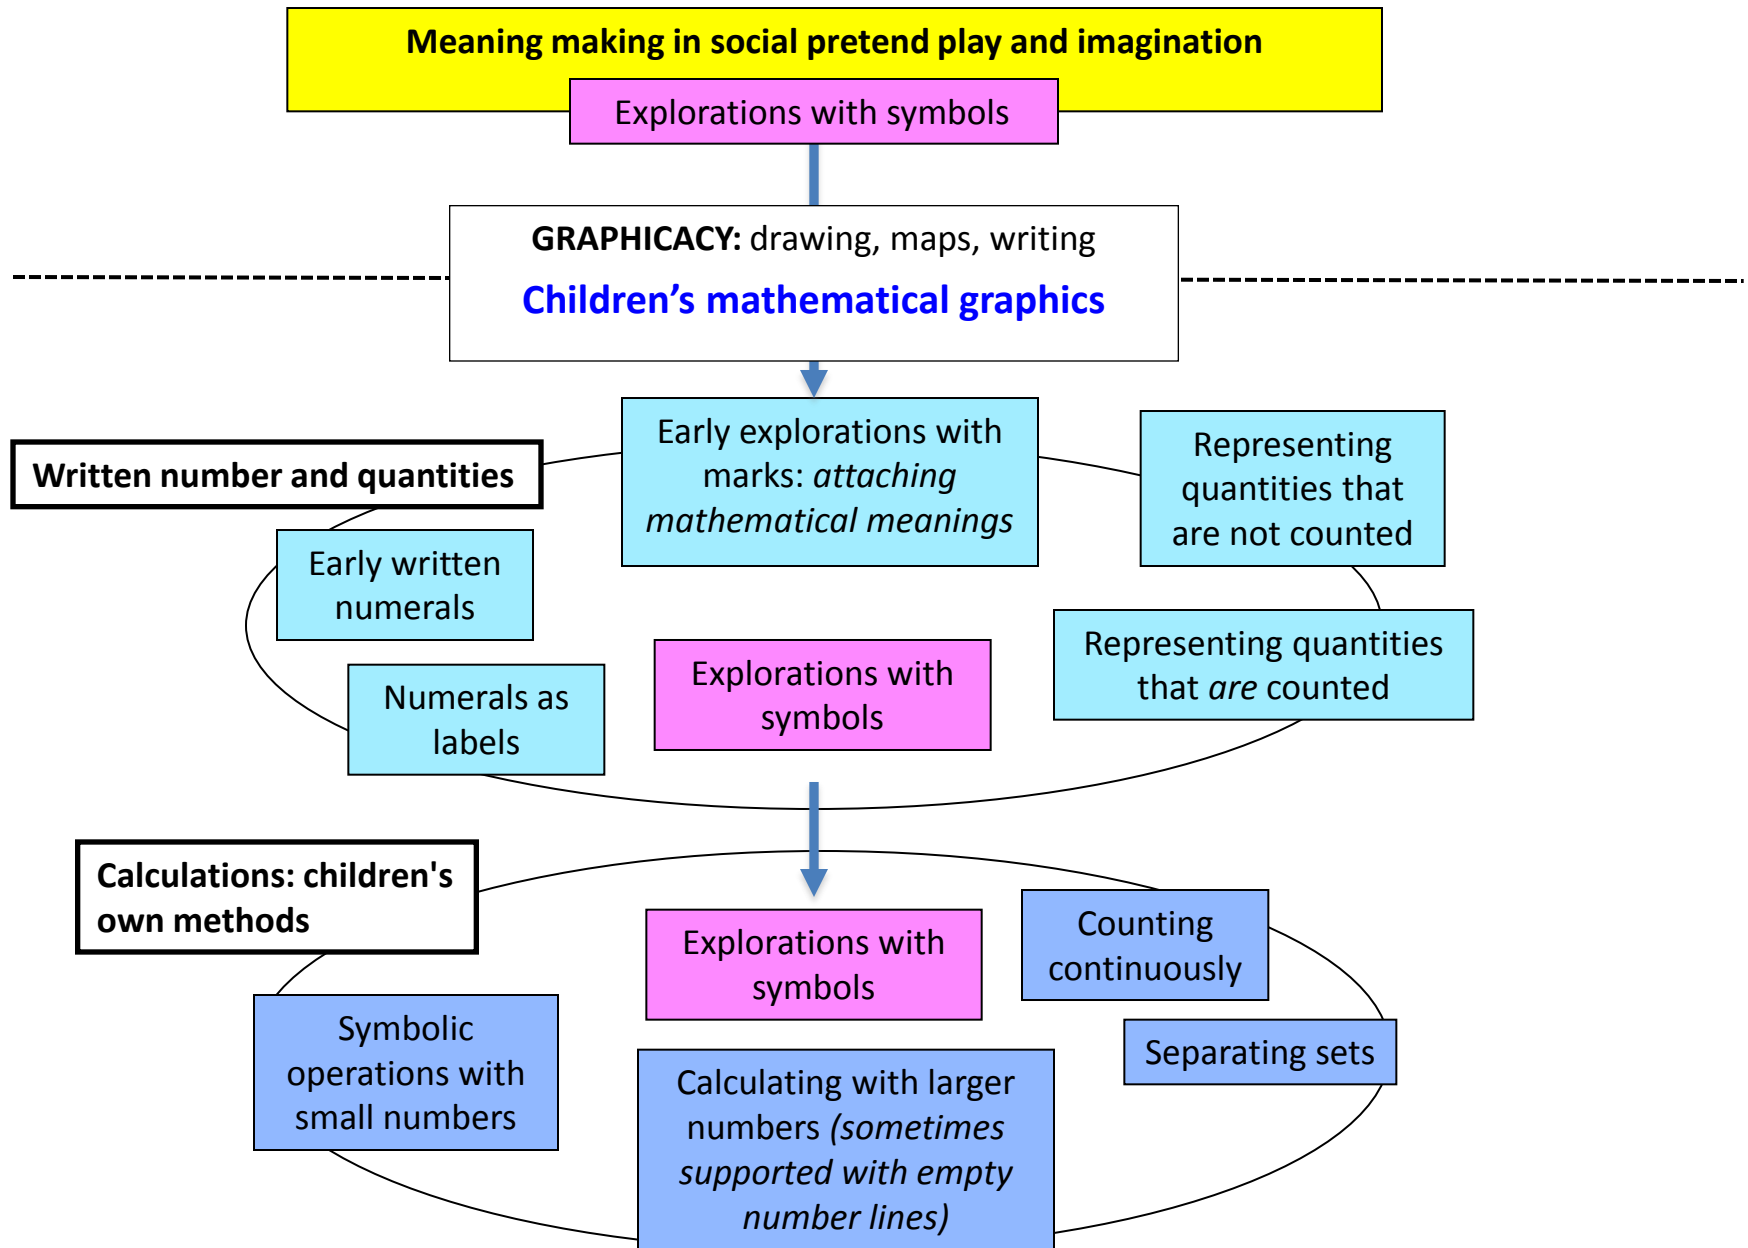 Meaning making in social pretend play and imagination
Explorations with symbols
GRAPHICACY: drawing, maps, writing
Children’s mathematical graphics
Written number and quantities
Early explorations with
marks: attaching
mathematical meanings
Representing
quantities that
are not counted
Early written
numerals
Representing quantities
that are counted
Explorations with
symbols
Numerals as
labels
Calculations: children's
own methods
Explorations with
symbols
Counting
continuously
Separating sets
Symbolic
operations with
small numbers
Calculating with larger
numbers (sometimes
supported with empty
number lines)